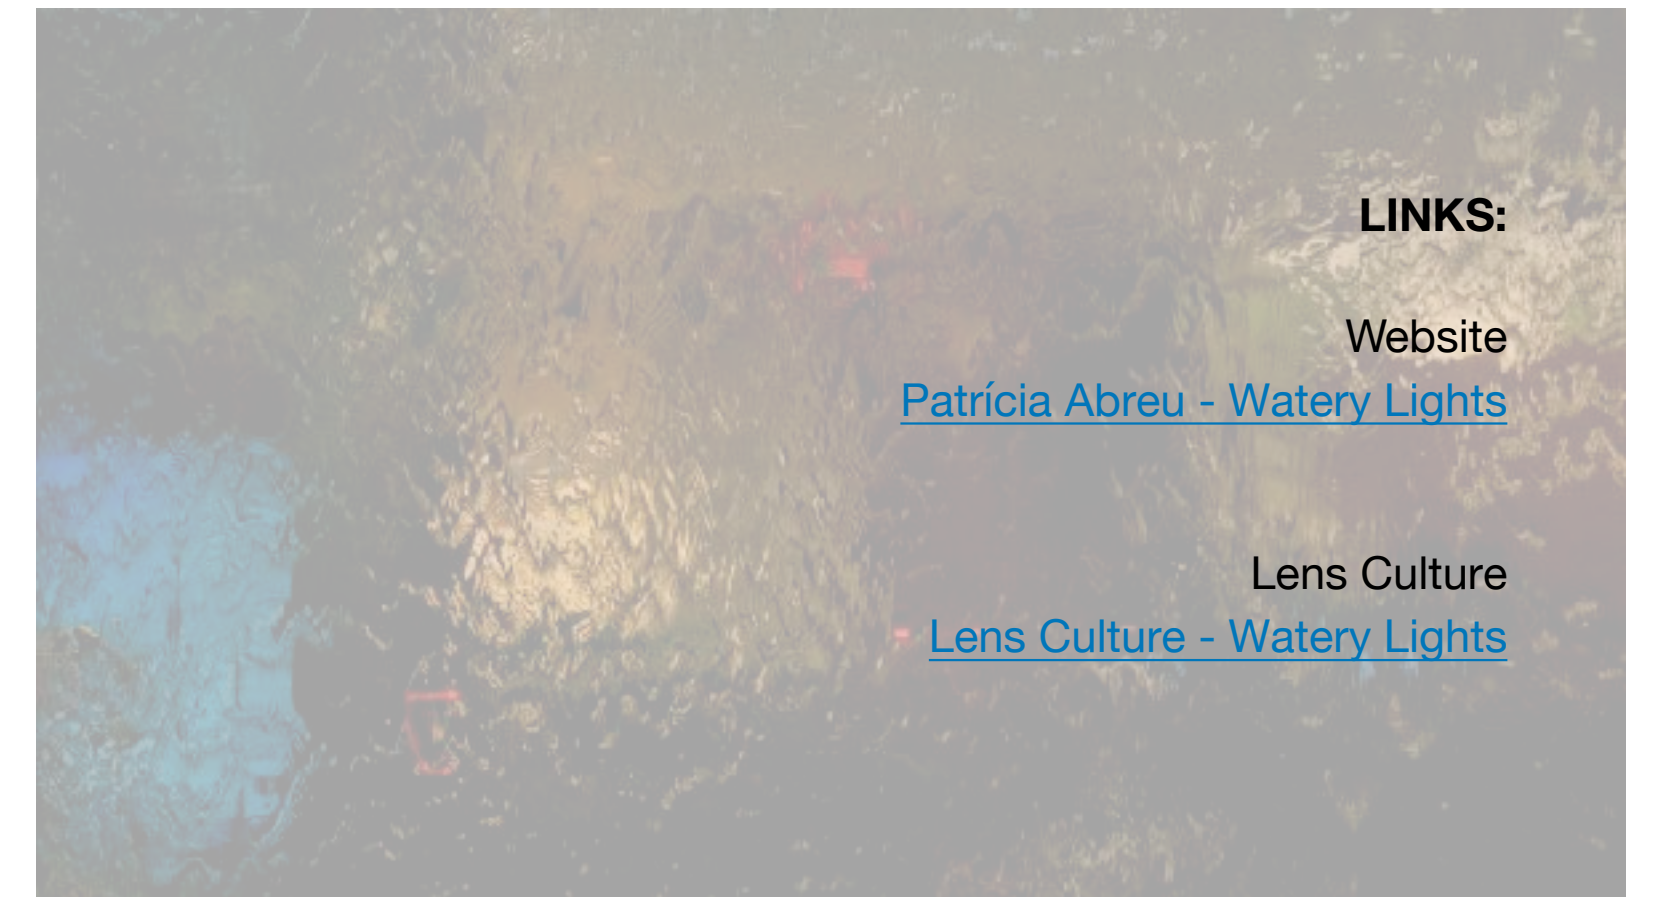 LINKS:
Website
Patrícia Abreu - Watery Lights
Lens Culture
Lens Culture - Watery Lights